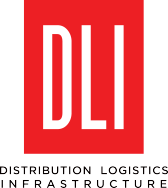 DLI
DISTRIBUTION LOGISTICS
INFRASTRUCTURE